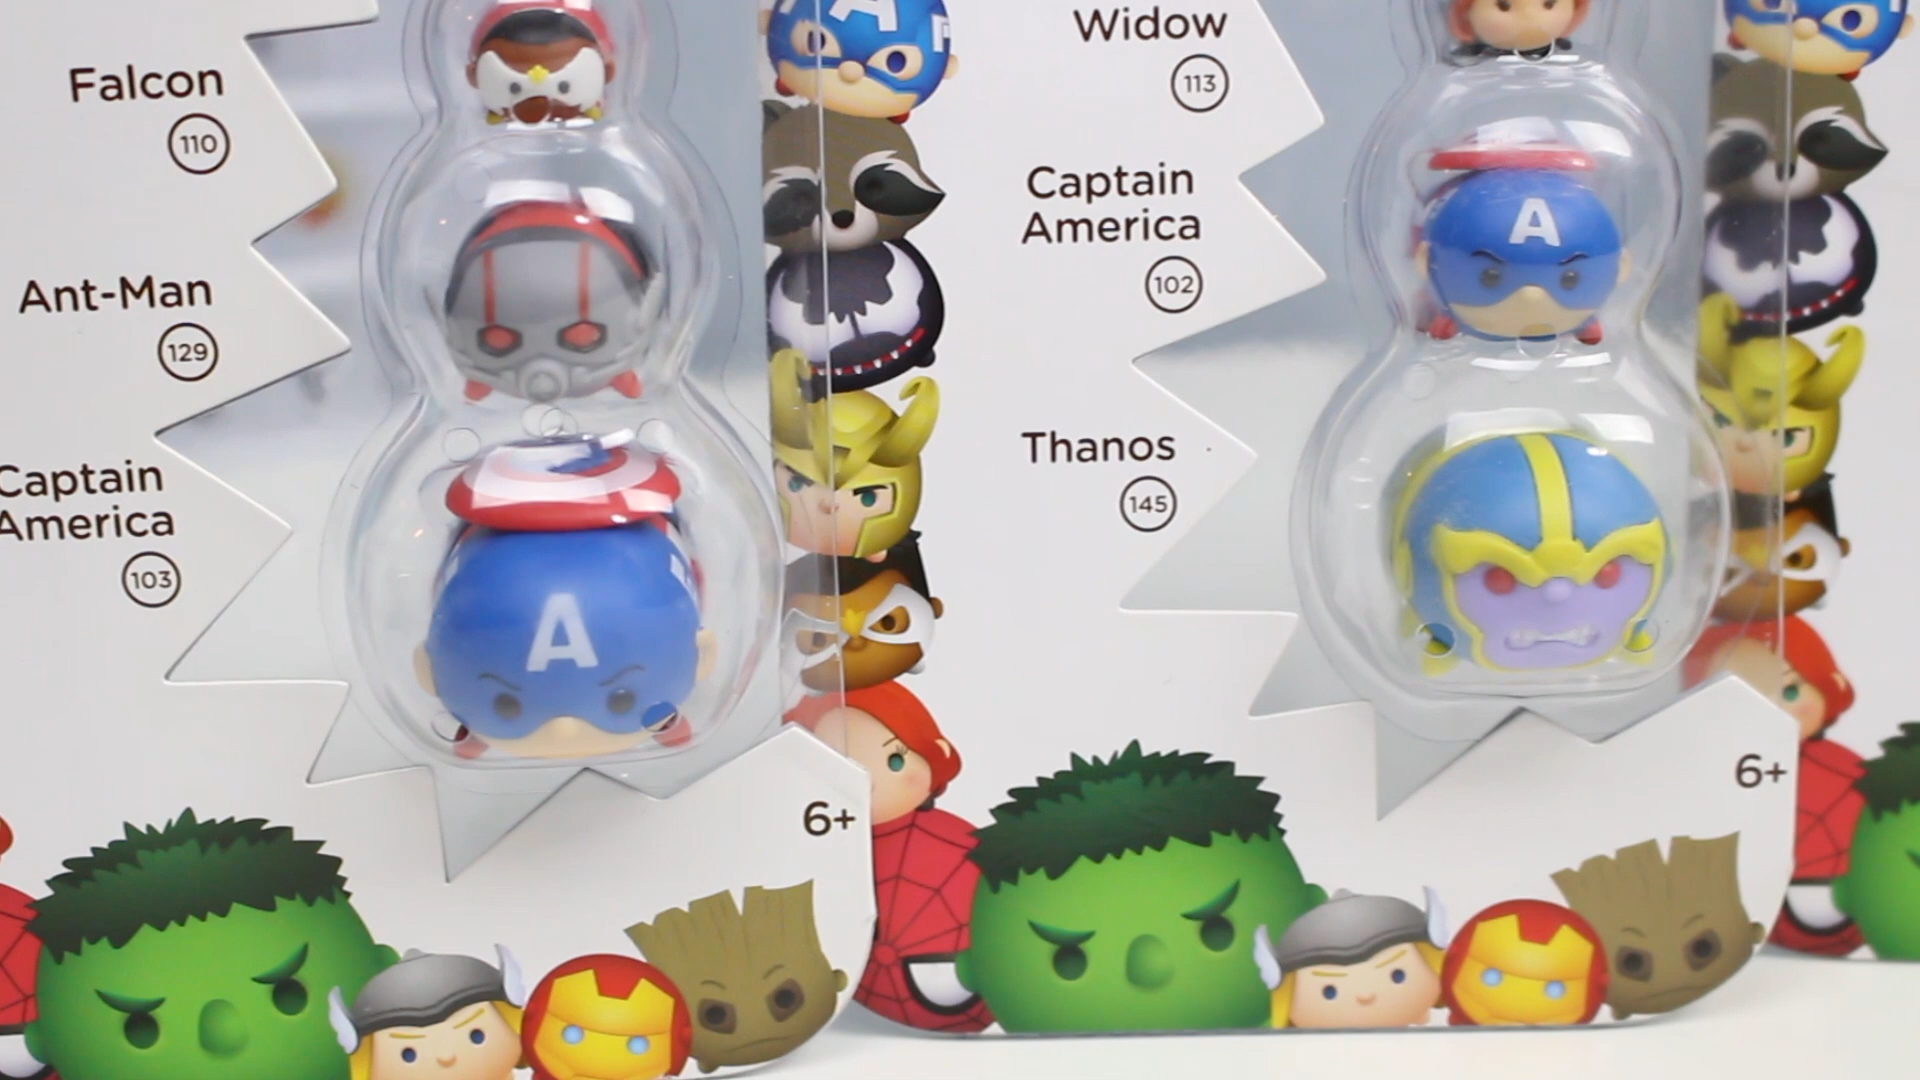 Falcon
110
Ant-Man
129
Captain
America
103
6+
A
A
Widow
113
Captain
America
102
Thanos
145
6+
A
A